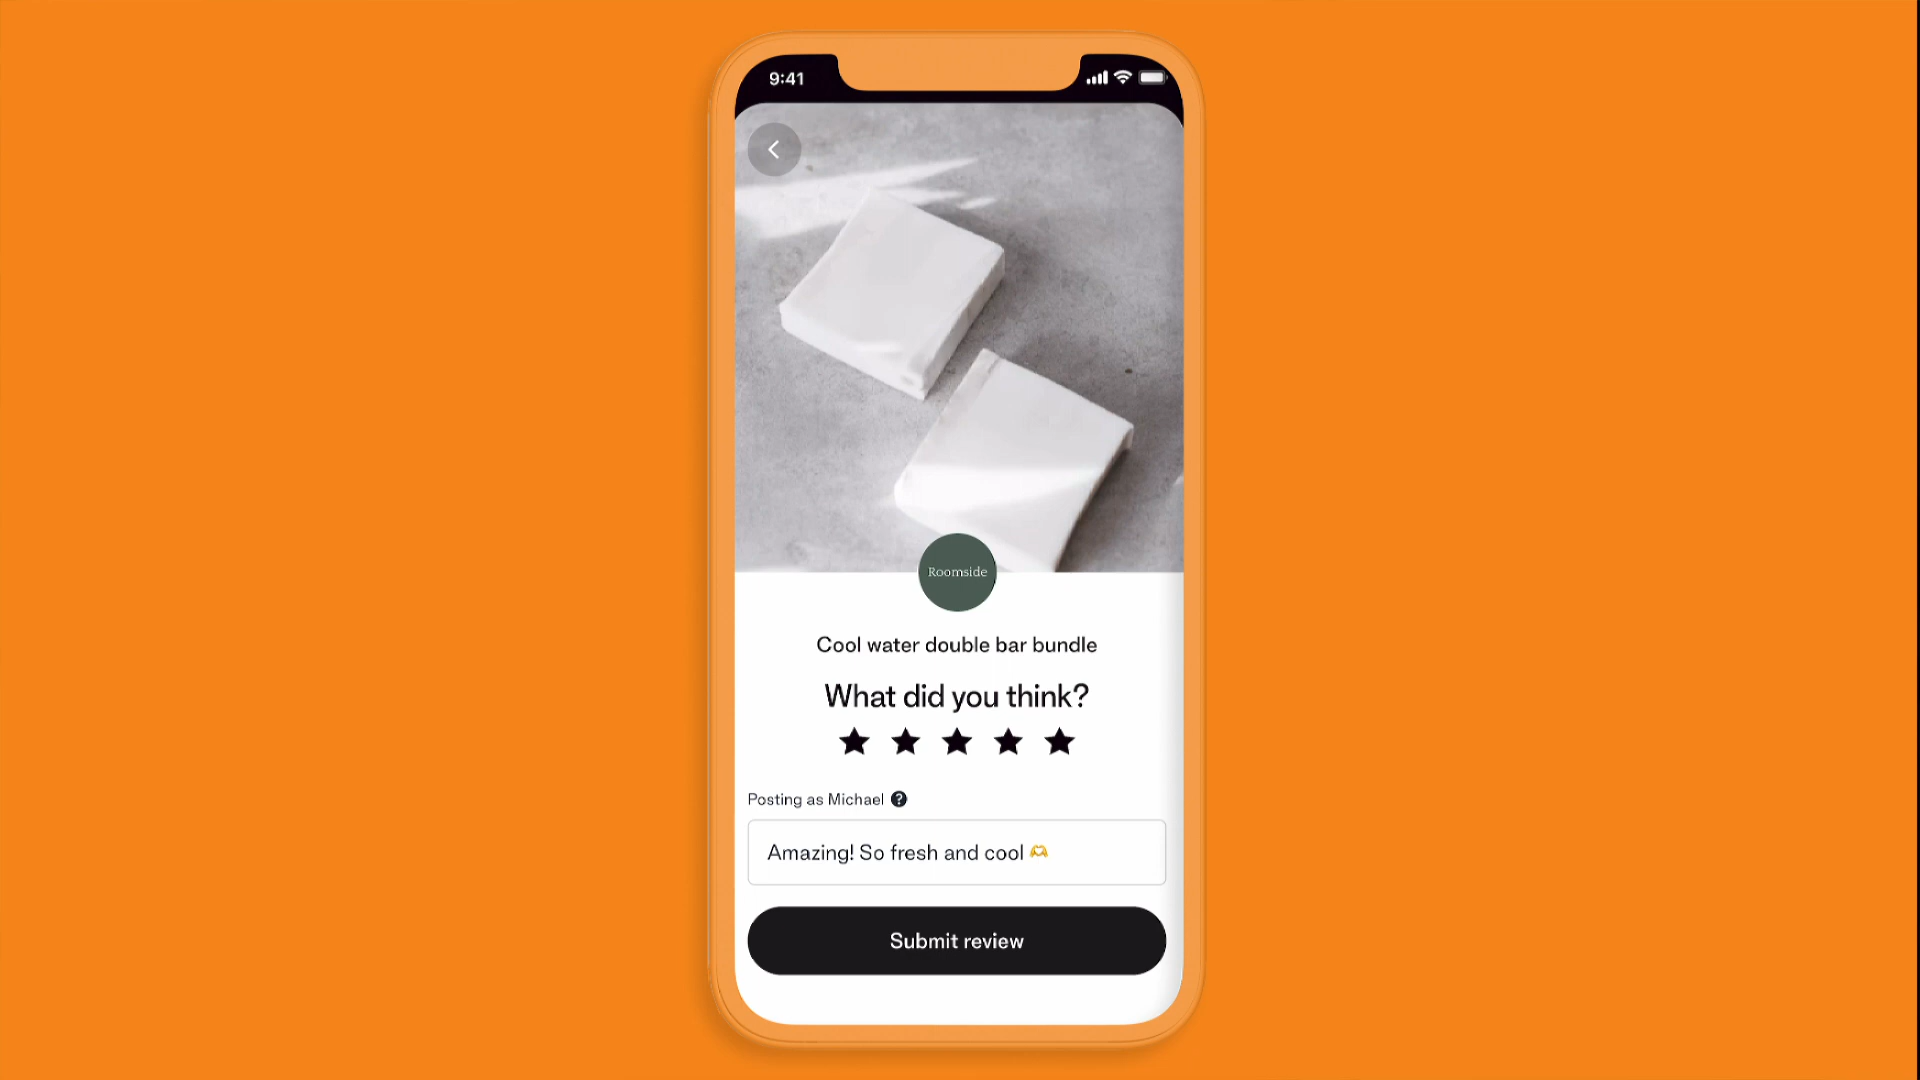 9:41
Roomside
Cool water double bar bundle
What did you think?
Posting as Michael ?
Amazing! So fresh and cool 🫶
Submit review